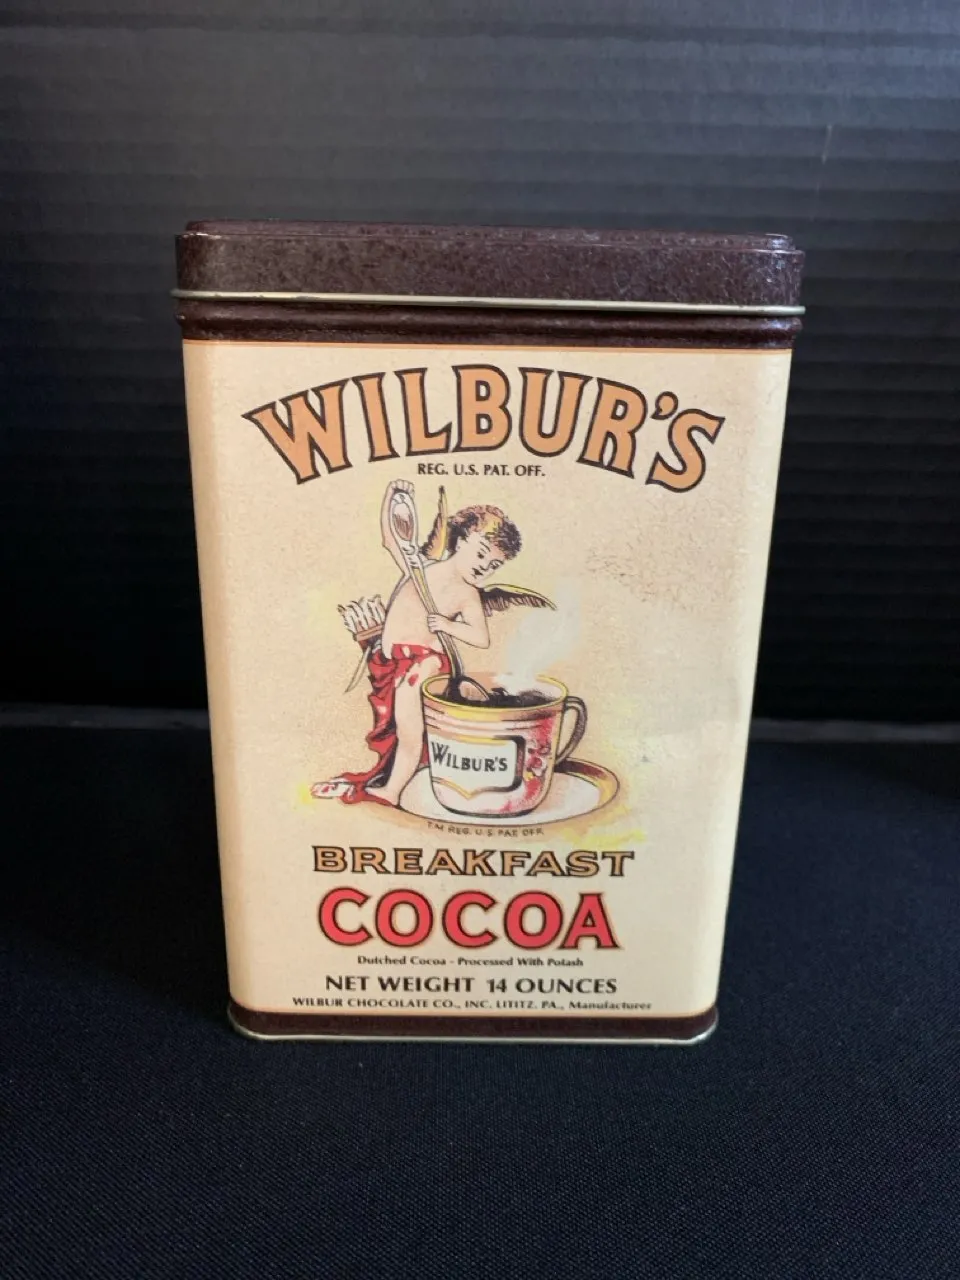 WILBUR'S
REG. U.S. PAT. OFF.
WILBUR'S
T.M REG. U.S. PAT. OFF.
BREAKFAST
COCOA
Dutched Cocoa - Processed With Potash
NET WEIGHT 14 OUNCES
WILBUR CHOCOLATE CO., INC. LITITZ. PA., Manufacturer